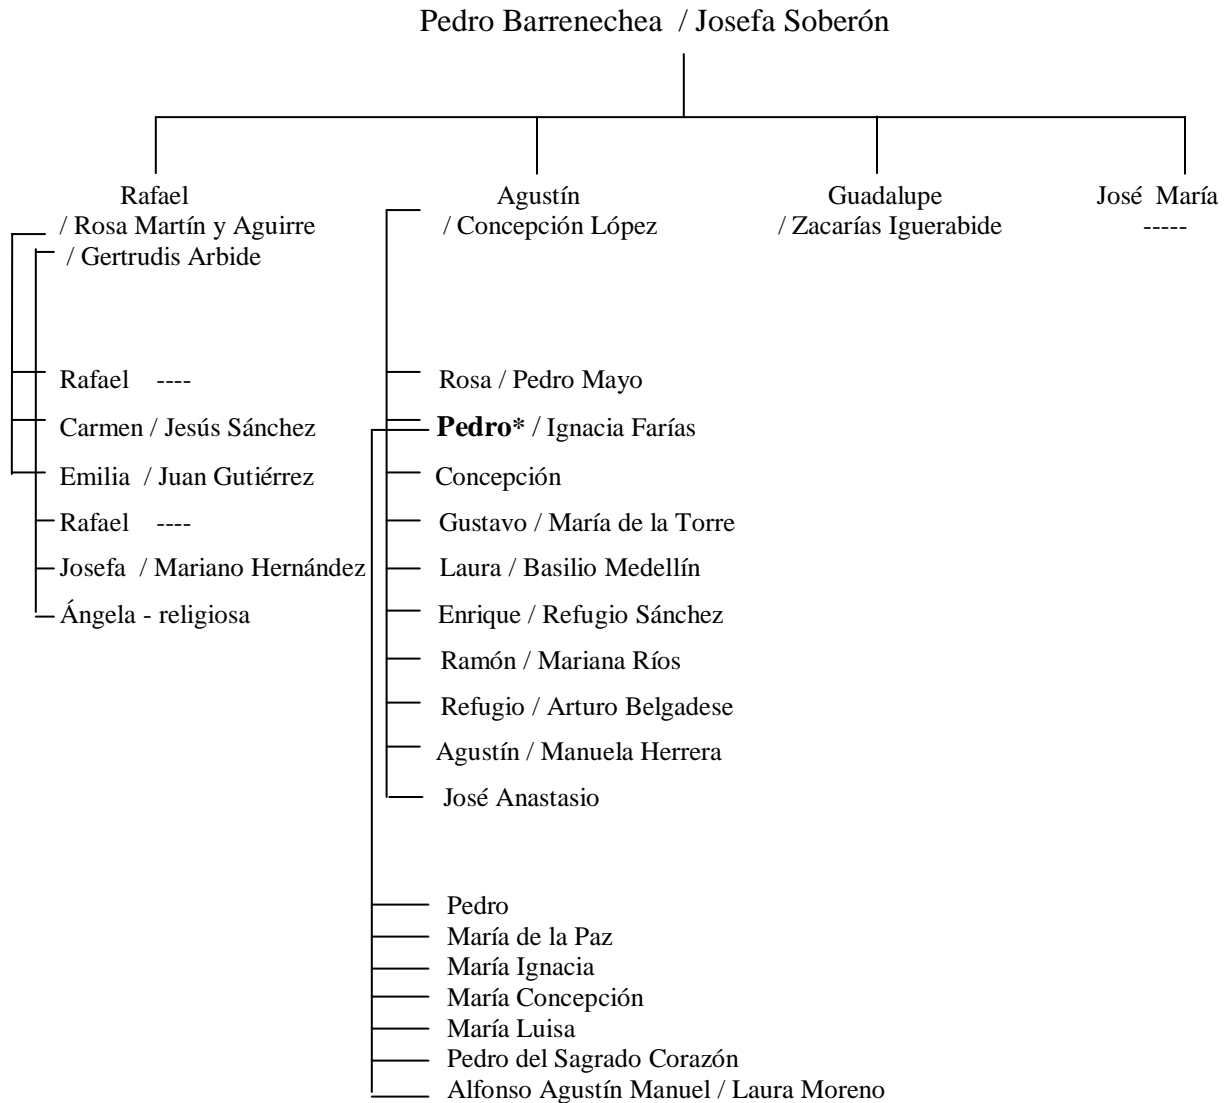 Pedro Barrenechea / Josefa Soberón
Rafael
/ Rosa Martín y Aguirre
/ Gertrudis Arbide
Agustín
/ Concepción López
Guadalupe
/ Zacarías Iguerabide
José María
-----
Rafael ----
Carmen / Jesús Sánchez
Emilia / Juan Gutiérrez
Rafael ----
Josefa / Mariano Hernández
Ángela - religiosa
Rosa / Pedro Mayo
Pedro* / Ignacia Farías
Concepción
Gustavo / María de la Torre
Laura / Basilio Medellín
Enrique / Refugio Sánchez
Ramón / Mariana Ríos
Refugio / Arturo Belgadese
Agustín / Manuela Herrera
José Anastasio
Pedro
María de la Paz
María Ignacia
María Concepción
María Luisa
Pedro del Sagrado Corazón
Alfonso Agustín Manuel / Laura Moreno